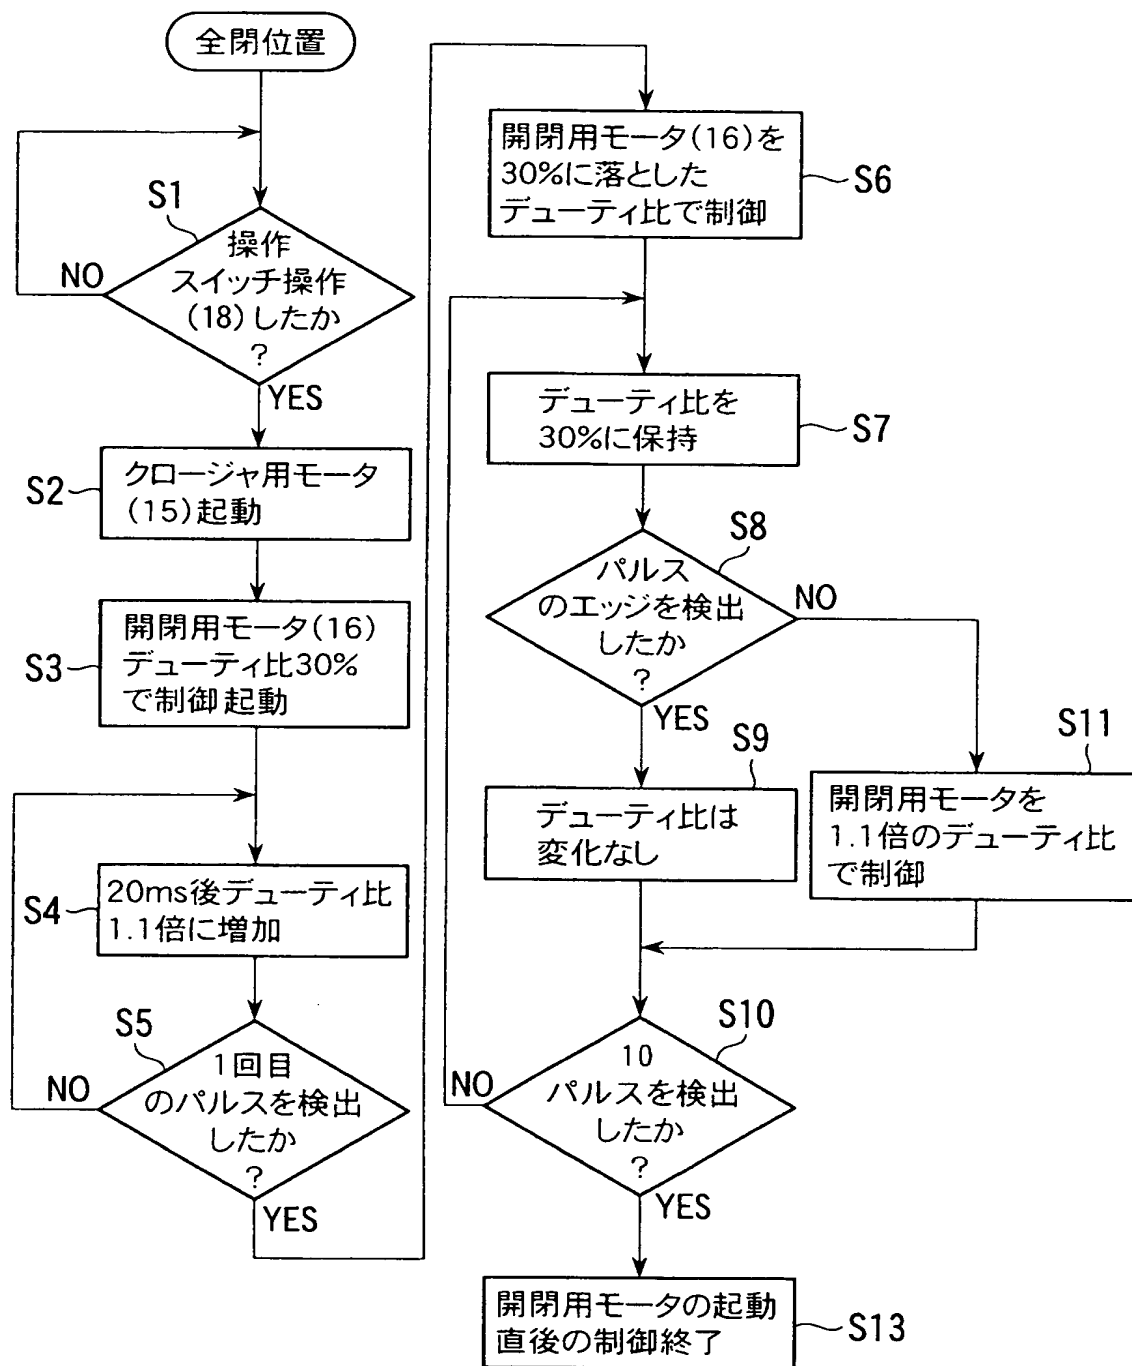 全閉位置
S1
操作
スイッチ操作
(18)したか
?
NO
YES
S2
クロージャ用モータ
(15)起動
S3
開閉用モータ(16)
デューティ比30%
で制御起動
S4
20ms後デューティ比
1.1倍に増加
S5
1回目
のパルスを検出
したか
?
NO
YES
開閉用モータ(16)を
30%に落とした
デューティ比で制御
S6
デューティ比を
30%に保持
S7
S8
パルス
のエッジを検出
したか
?
NO
YES
S9
デューティ比は
変化なし
S11
開閉用モータを
1.1倍のデューティ比
で制御
S10
10
パルスを検出
したか
?
NO
YES
開閉用モータの起動
直後の制御終了
S13